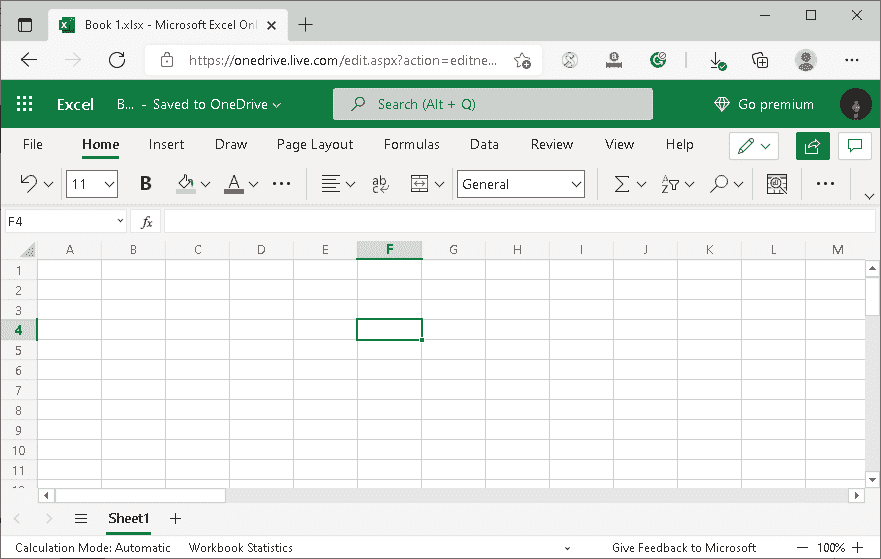 Book 1.xlsx - Microsoft Excel Onl
https://onedrive.live.com/edit.aspx?action=editne...
Excel B... - Saved to OneDrive Search (Alt + Q) Go premium
File Home Insert Draw Page Layout Formulas Data Review View Help
11 B A ab c General
F4 fx
A B C D E F G H I J K L M
1
2
3
4
5
6
7
8
9
10
11
Sheet1
Calculation Mode: Automatic Workbook Statistics Give Feedback to Microsoft 100%